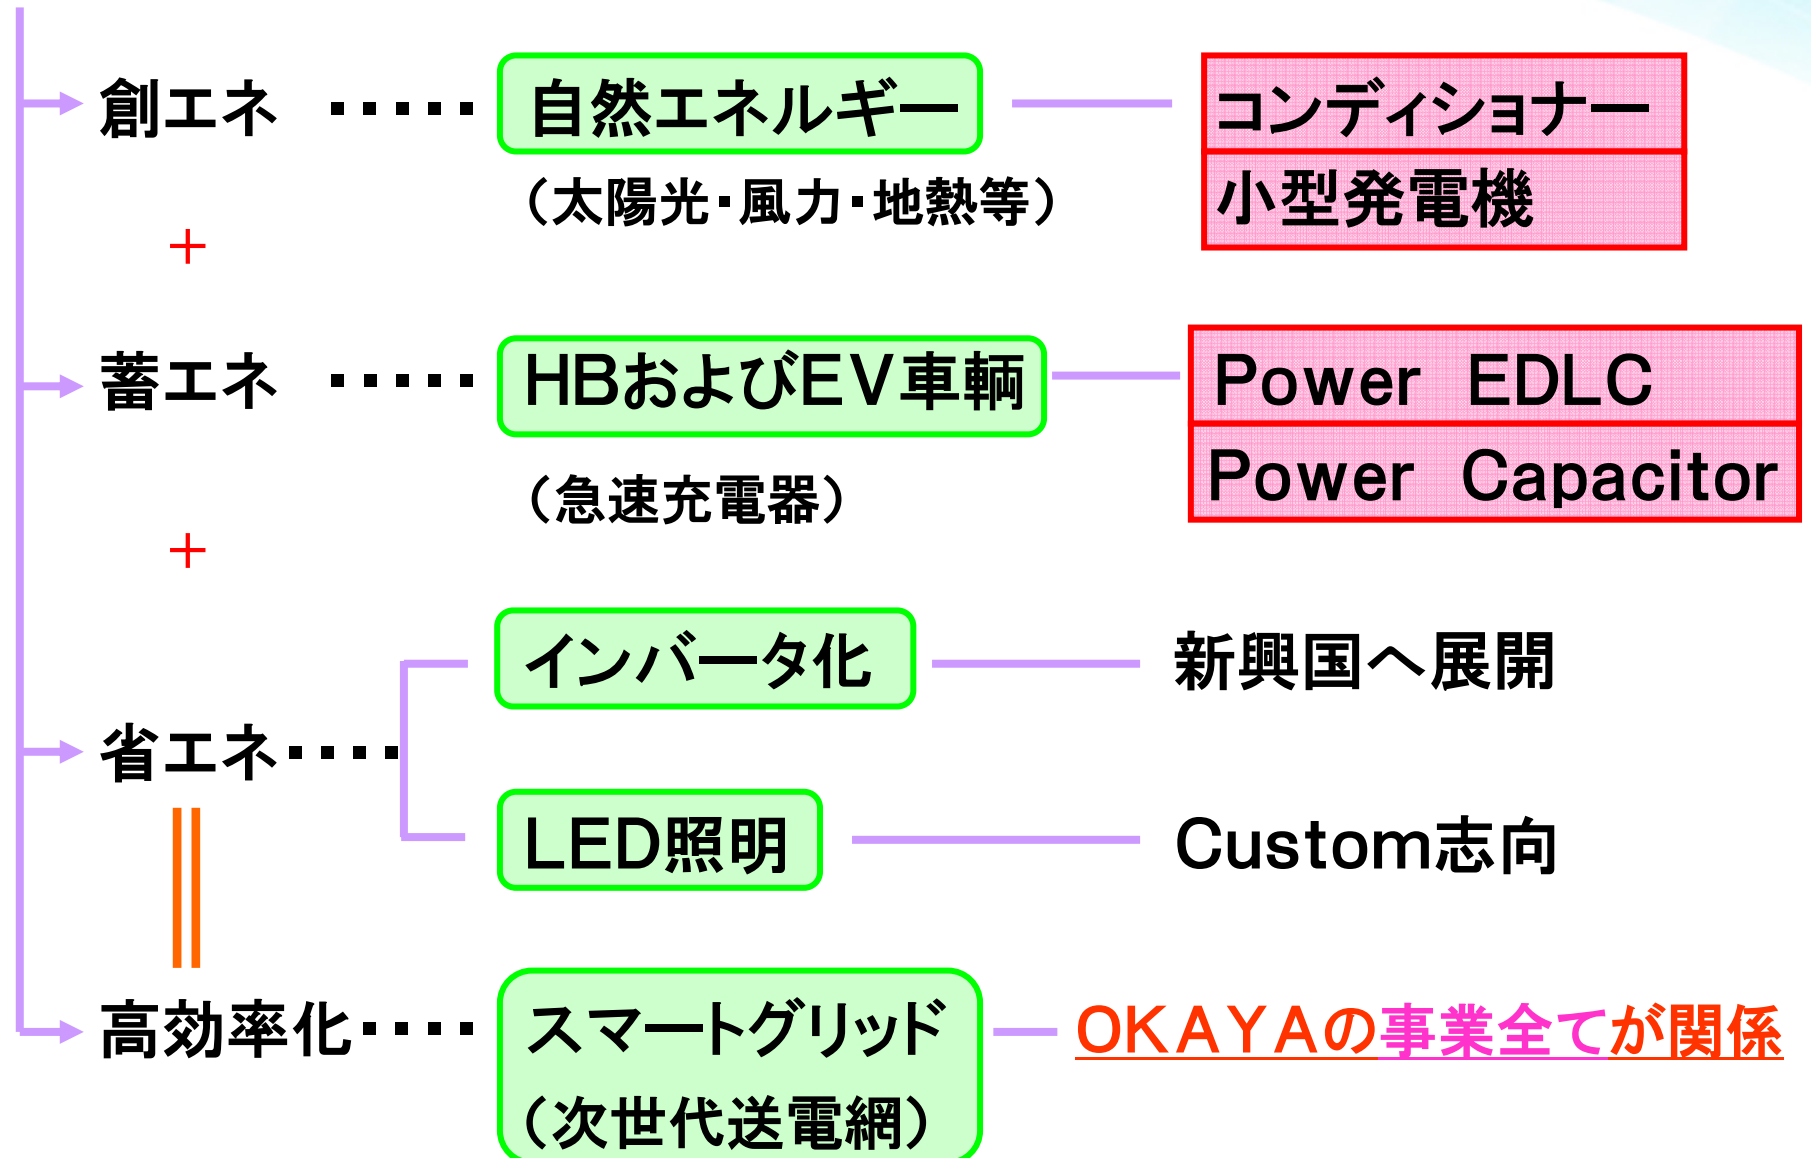 創エネ ・・・・・ 自然エネルギー コンディショナー
(太陽光・風力・地熱等) 小型発電機
+
蓄エネ ・・・・・ HBおよびEV車輌 Power EDLC
(急速充電器) Power Capacitor
+
インバータ化 新興国へ展開
省エネ・・・・
LED照明 Custom志向
高効率化・・・・ スマートグリッド OKAYAの事業全てが関係
(次世代送電網)